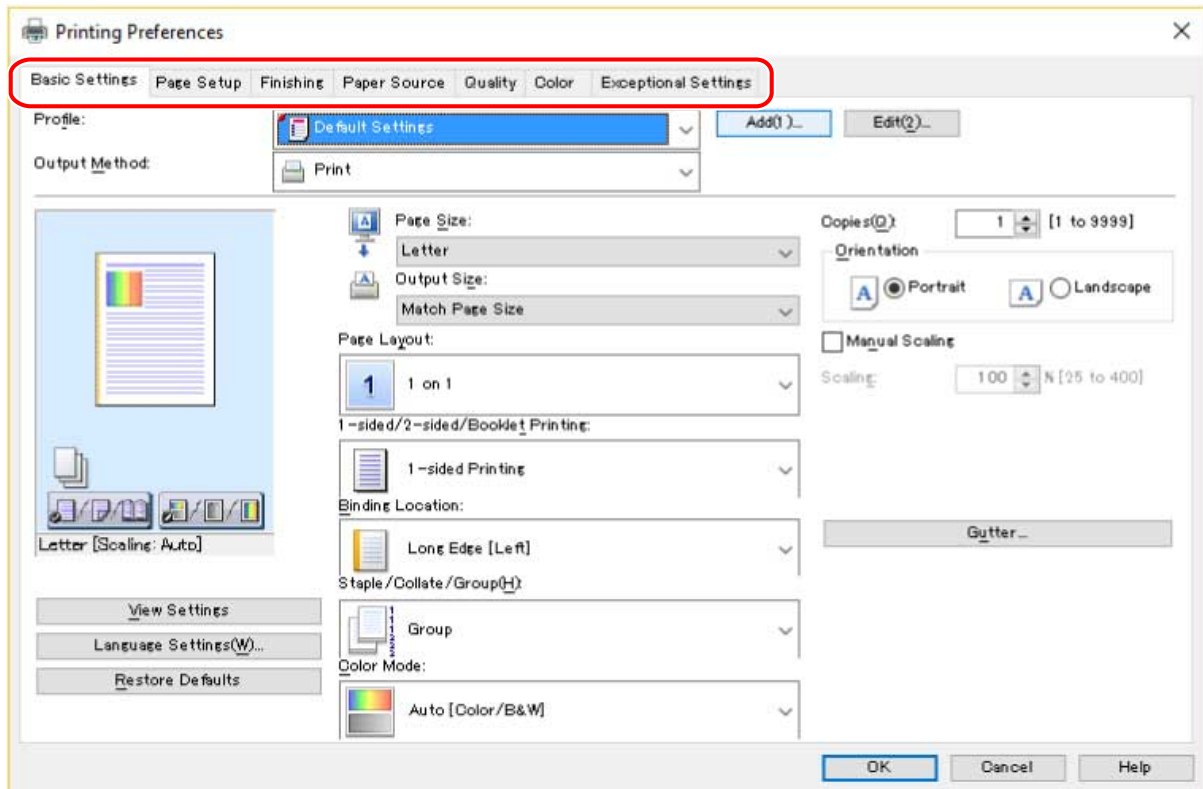 Printing Preferences
Basic Settings Page Setup Finishing Paper Source Quality Color Exceptional Settings
Profile: Default Settings Add(1)... Edit(2)...
Output Method: Print
Page Size: Copies(Q): 1 [1 to 9999]
Letter Orientation
Output Size: Portrait Landscape
Match Page Size
Page Layout: Manual Scaling
1 on 1 Scaling: 100 % [25 to 400]
1-sided/2-sided/Booklet Printing:
1-sided Printing
Binding Location:
Long Edge [Left] Gutter...
Letter [Scaling: Auto]
Staple/Collate/Group(H):
View Settings
Group
Language Settings(W)...
Color Mode:
Restore Defaults
Auto [Color/B&W]
OK Cancel Help